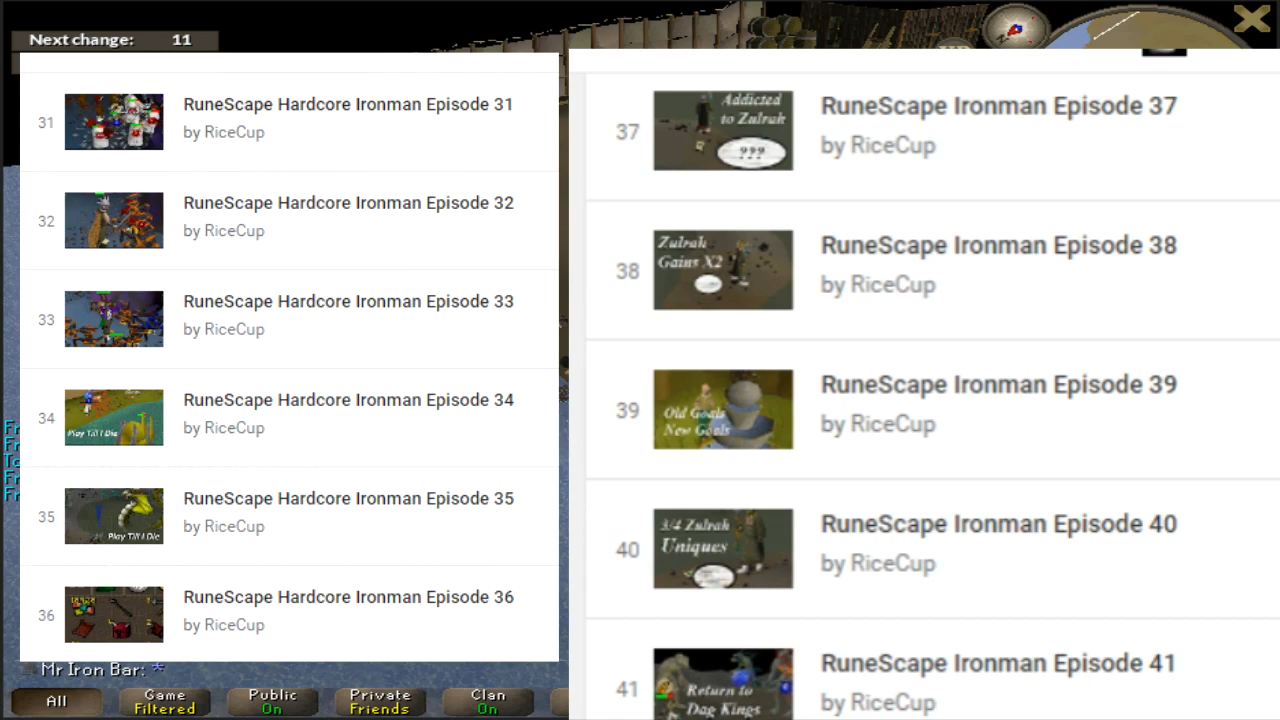 Next change: 11
31
RuneScape Hardcore Ironman Episode 31
by RiceCup
32
RuneScape Hardcore Ironman Episode 32
by RiceCup
33
RuneScape Hardcore Ironman Episode 33
by RiceCup
34
Play Till I Die
RuneScape Hardcore Ironman Episode 34
by RiceCup
35
Play Till I Die
RuneScape Hardcore Ironman Episode 35
by RiceCup
36
RuneScape Hardcore Ironman Episode 36
by RiceCup
37
Addicted
to Zulrah
???
RuneScape Ironman Episode 37
by RiceCup
38
Zulrah
Gains X2
RuneScape Ironman Episode 38
by RiceCup
39
Old Goals
New Goals
RuneScape Ironman Episode 39
by RiceCup
40
3/4 Zulrah
Uniques
RuneScape Ironman Episode 40
by RiceCup
41
Return to
Dag Kings
RuneScape Ironman Episode 41
by RiceCup
Mr Iron Bar: *
All
Game
Filtered
Public
On
Private
Friends
Clan
On